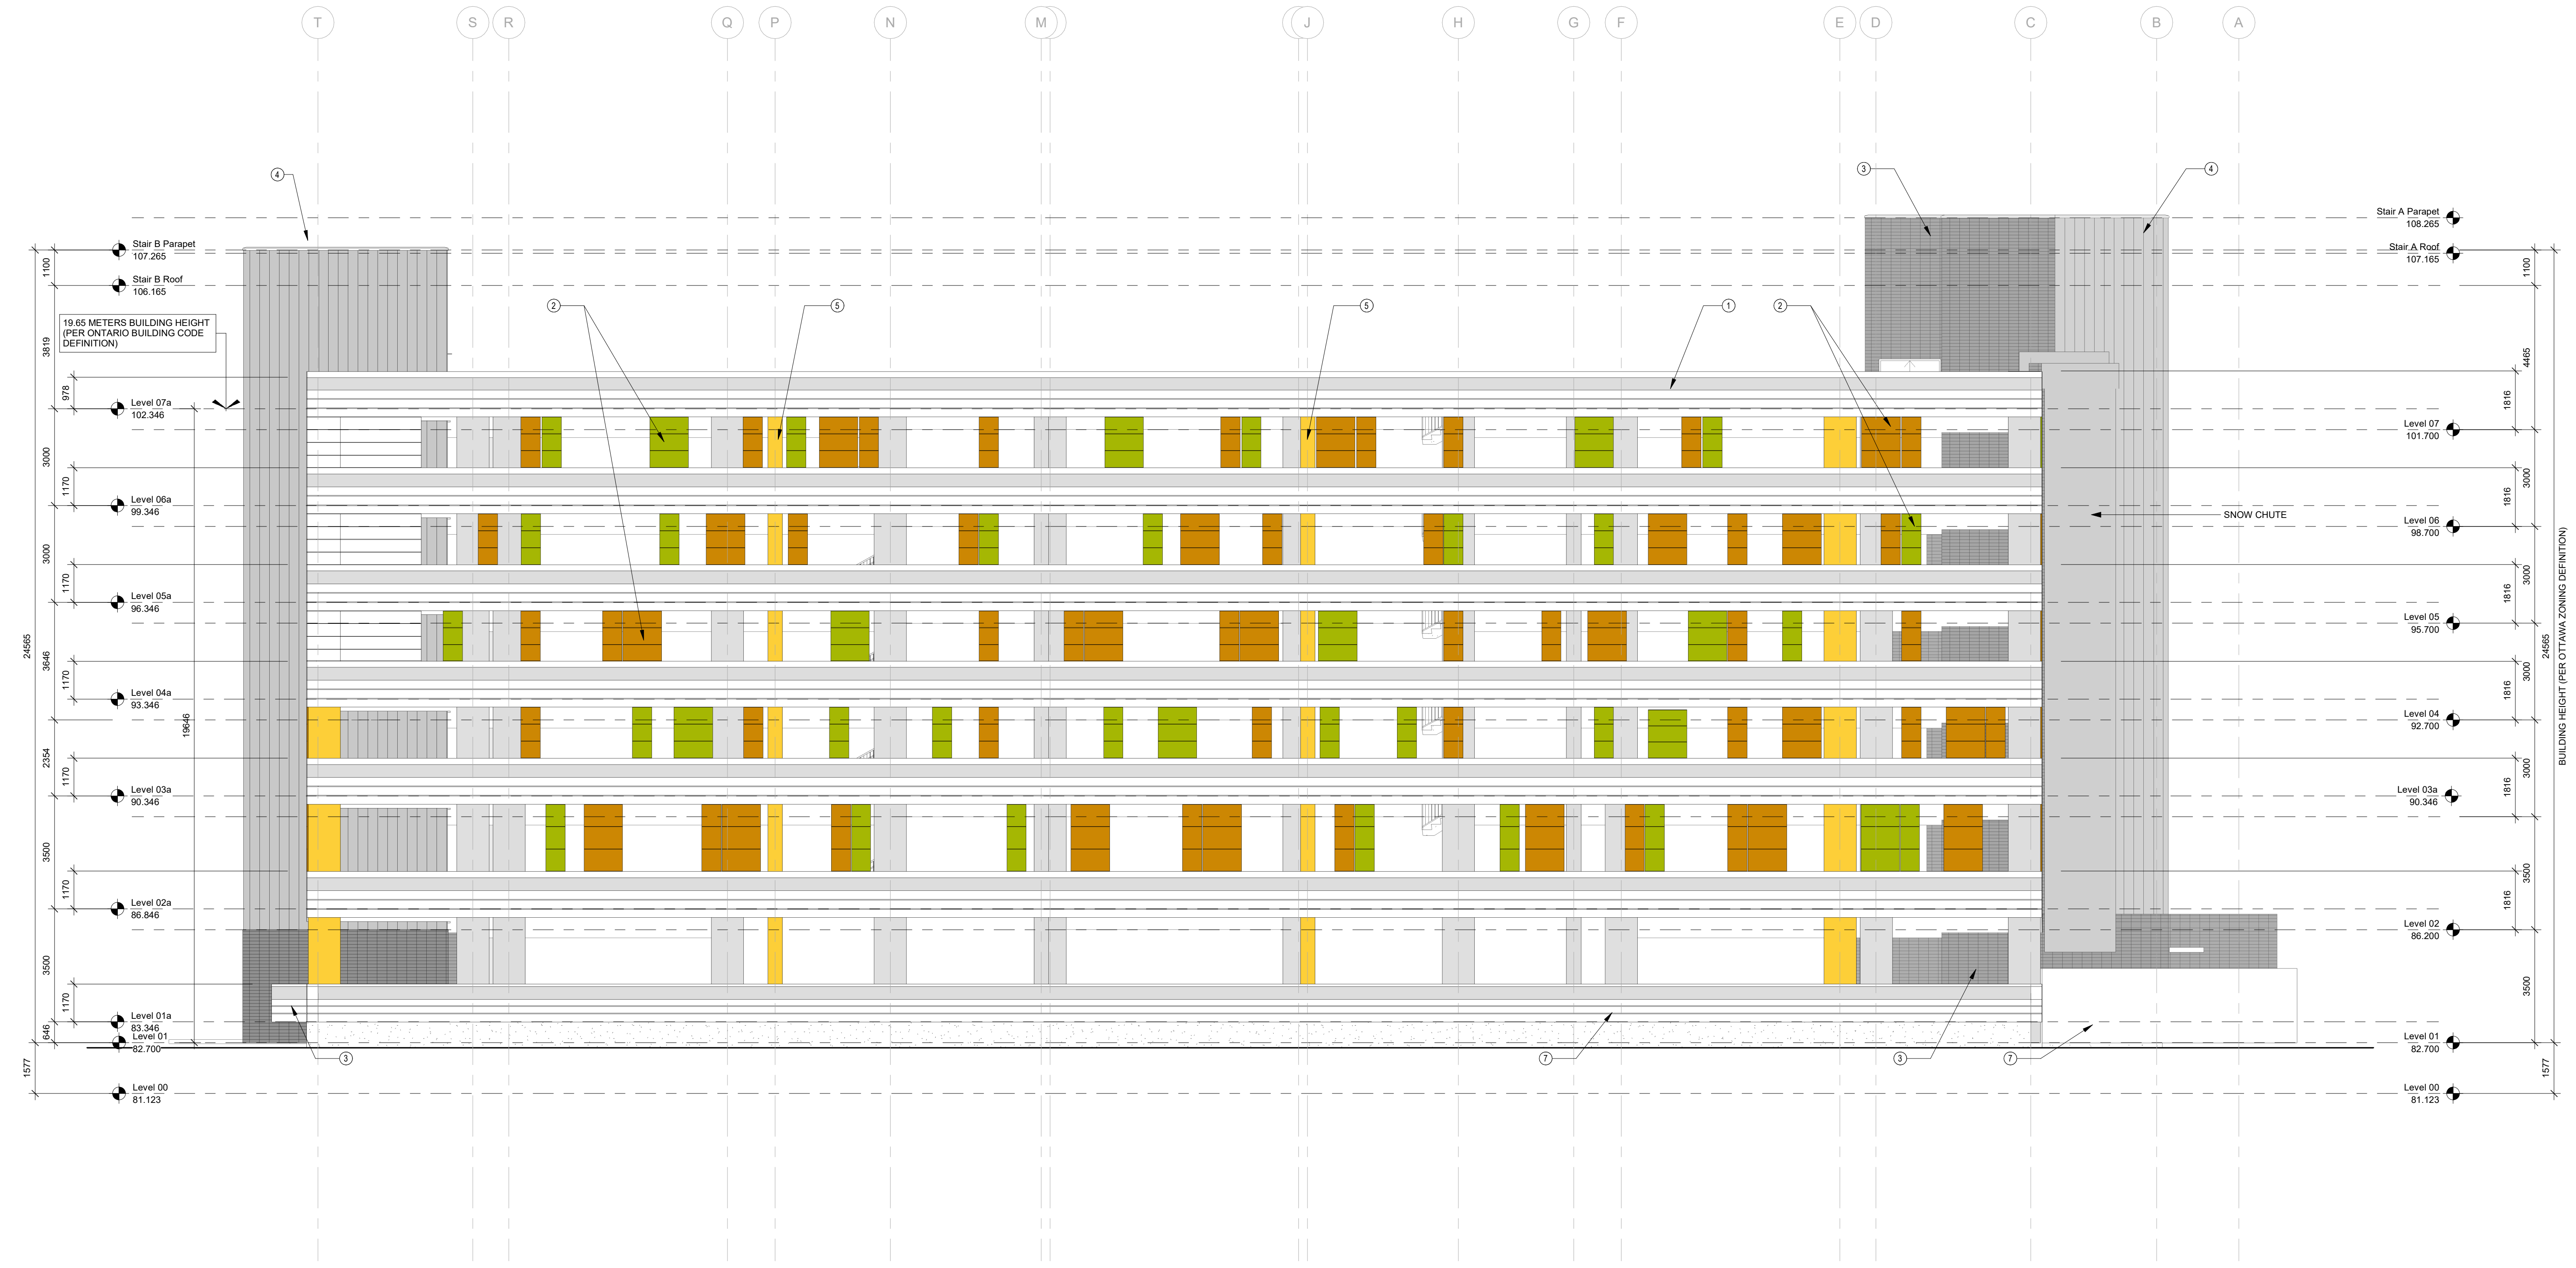 T
S
R
Q
P
N
M
J
H
G
F
E
D
C
B
A
4
3
4
Stair B Parapet
107.265
Stair B Roof
106.165
Stair A Parapet
108.265
Stair A Roof
107.165
2
5
5
1
2
19.65 METERS BUILDING HEIGHT
(PER ONTARIO BUILDING CODE
DEFINITION)
Level 07a
102.346
Level 06a
99.346
Level 05a
96.346
Level 04a
93.346
Level 03a
90.346
Level 02a
86.846
Level 01a
83.346
Level 01
82.700
Level 00
81.123
1100
3819
978
3000
1170
3000
1170
3646
1170
2354
1170
3500
1170
3500
1170
646
24565
1577
19646
SNOW CHUTE
Level 07
101.700
Level 06
98.700
Level 05
95.700
Level 04
92.700
Level 03a
90.346
Level 02
86.200
Level 01
82.700
Level 00
81.123
1100
4465
1816
3000
1816
3000
1816
3000
1816
3000
1816
3500
1816
3500
24565
1577
BUILDING HEIGHT (PER OTTAWA ZONING DEFINITION)
3
7
3
7